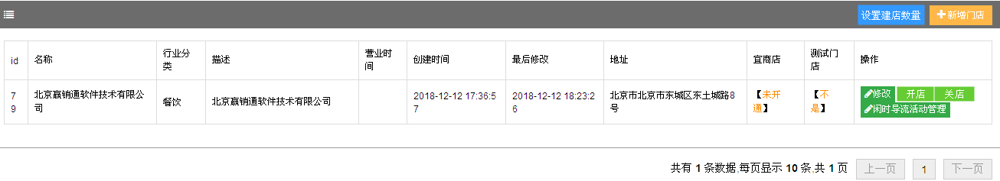 设置建店数量 新增门店
id 名称 行业分类 描述 营业时间 创建时间 最后修改 地址 宜商店 测试门店 操作
79 北京赢销通软件技术有限公司 餐饮 北京赢销通软件技术有限公司 2018-12-12 17:36:57 2018-12-12 18:23:26 北京市北京市东城区东土城路8号 【未开通】 【不是】 修改 开店 关店
闲时导流活动管理
共有 1 条数据,每页显示 10 条,共 1 页 上一页 1 下一页